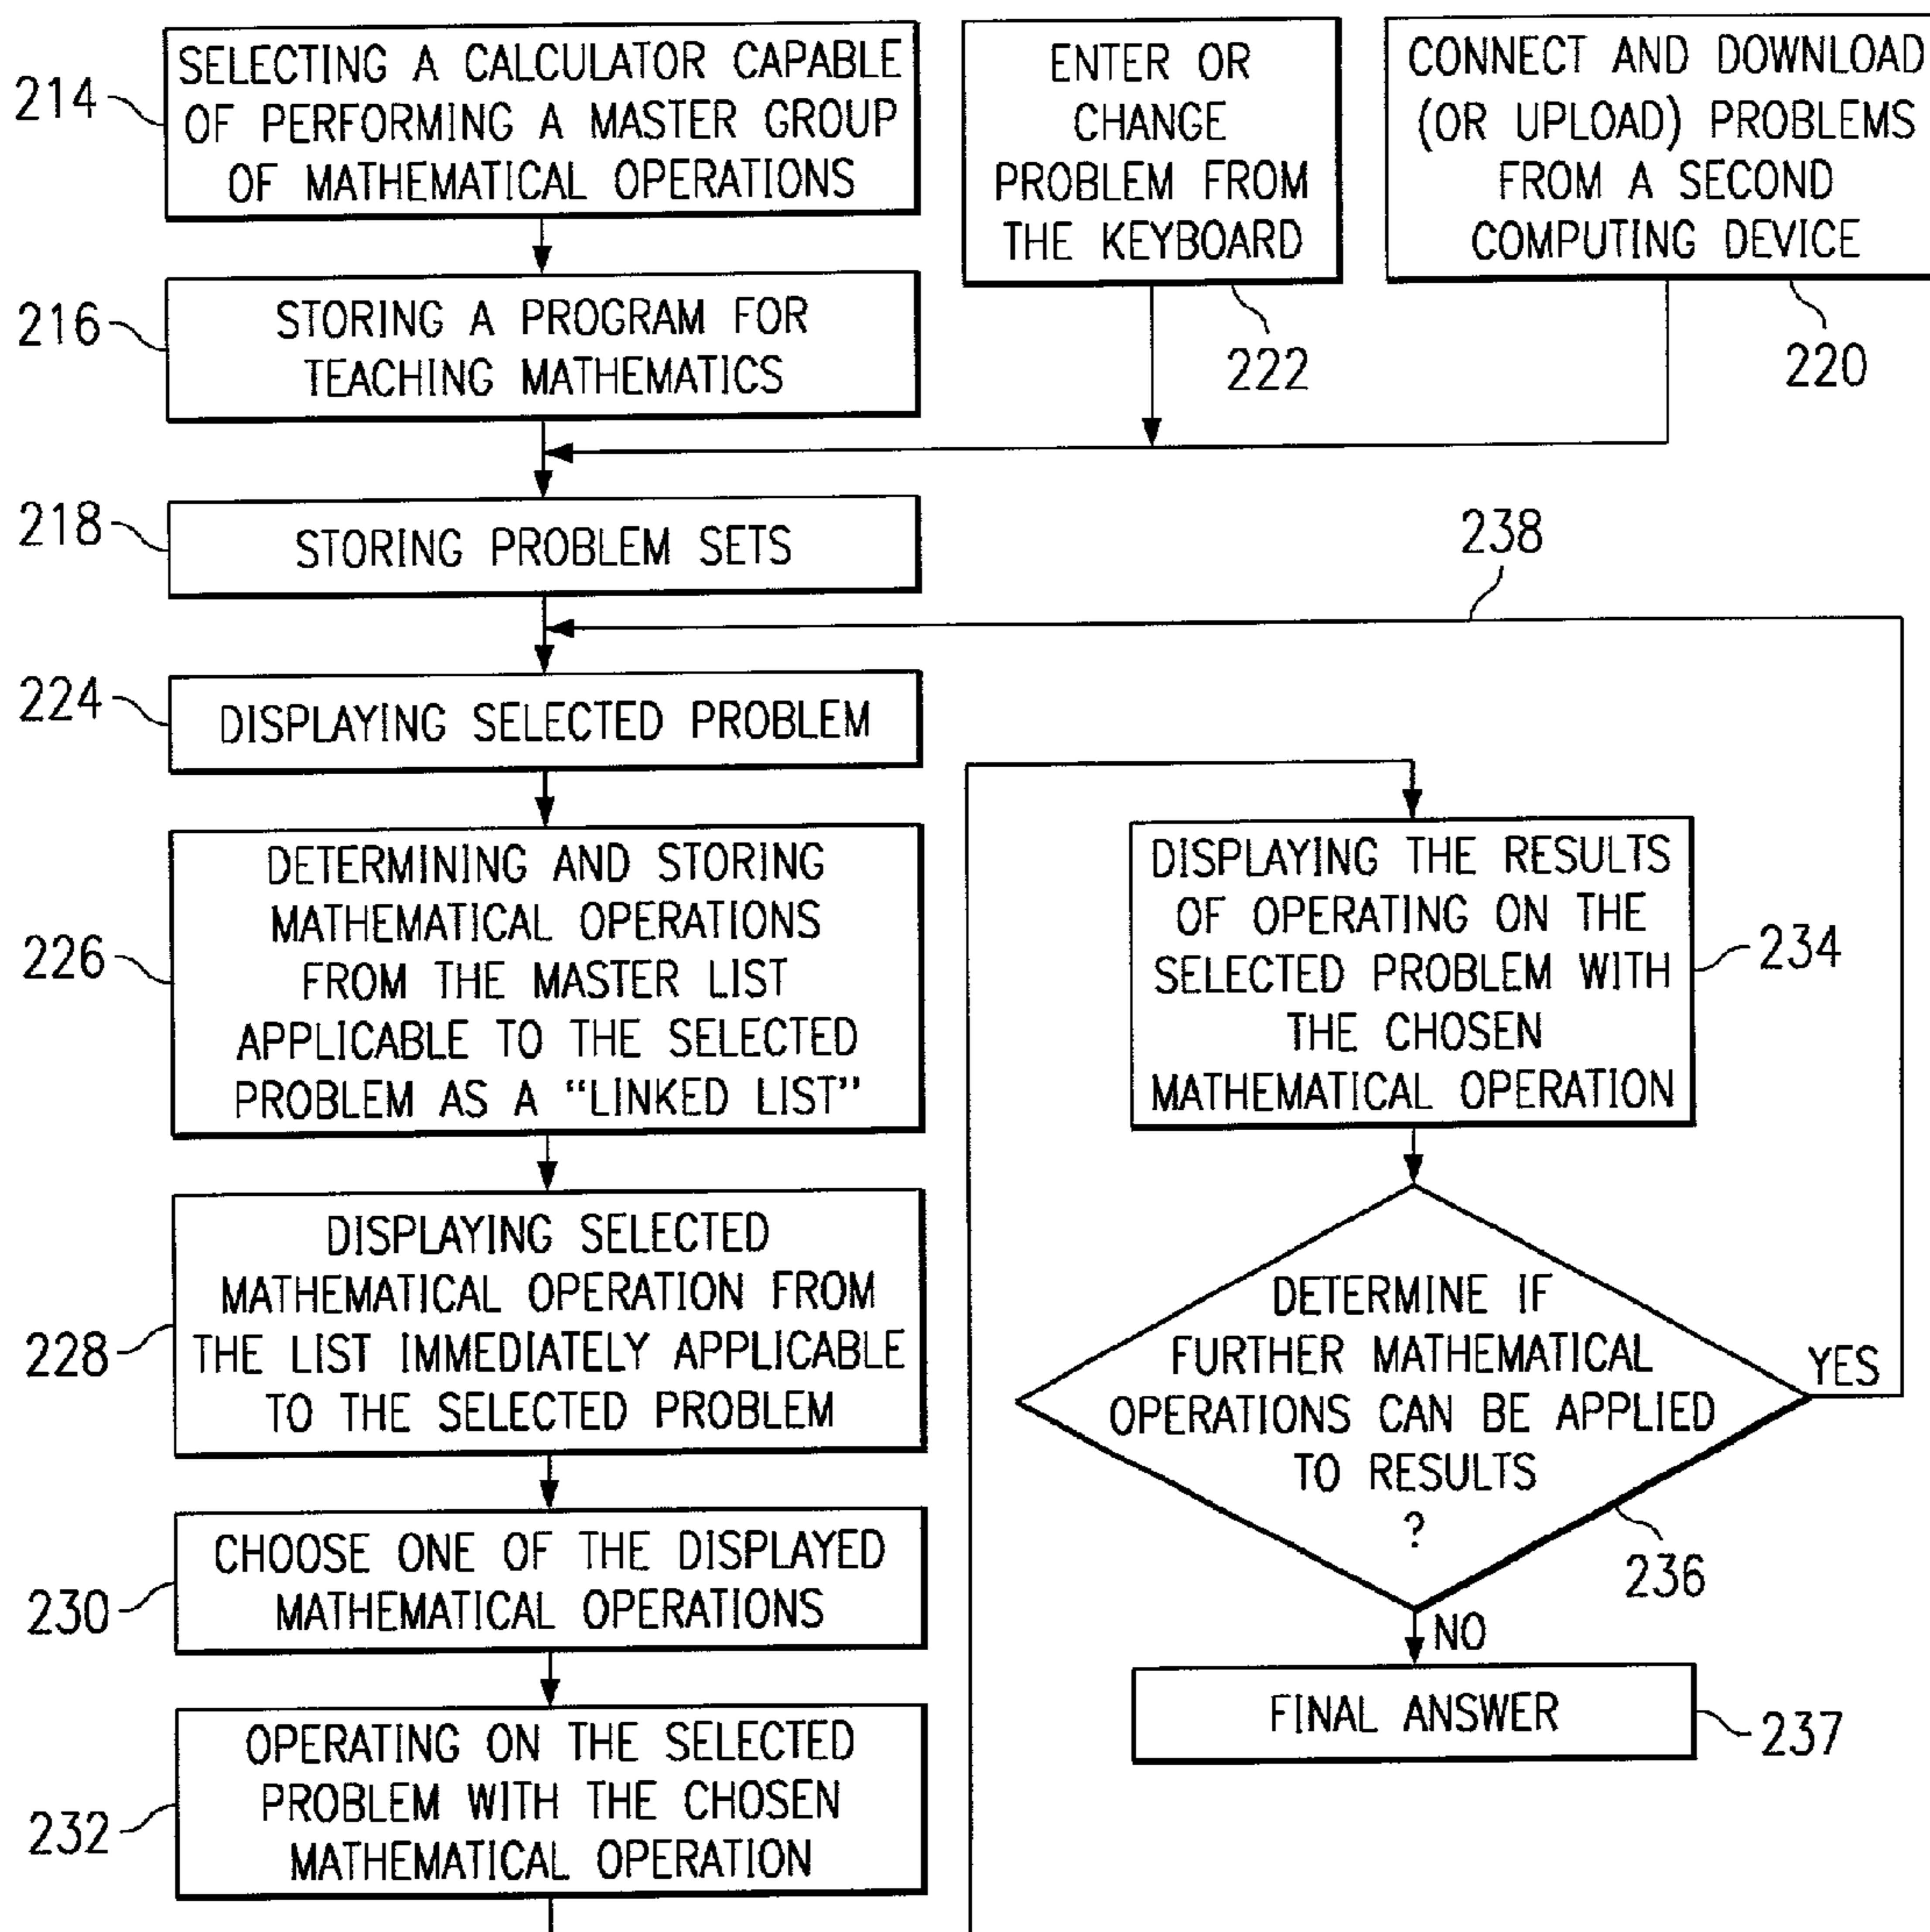 214
SELECTING A CALCULATOR CAPABLE
OF PERFORMING A MASTER GROUP
OF MATHEMATICAL OPERATIONS
216
STORING A PROGRAM FOR
TEACHING MATHEMATICS
ENTER OR
CHANGE
PROBLEM FROM
THE KEYBOARD
222
CONNECT AND DOWNLOAD
(OR UPLOAD) PROBLEMS
FROM A SECOND
COMPUTING DEVICE
220
218
STORING PROBLEM SETS
238
224
DISPLAYING SELECTED PROBLEM
226
DETERMINING AND STORING
MATHEMATICAL OPERATIONS
FROM THE MASTER LIST
APPLICABLE TO THE SELECTED
PROBLEM AS A “LINKED LIST”
228
DISPLAYING SELECTED
MATHEMATICAL OPERATION FROM
THE LIST IMMEDIATELY APPLICABLE
TO THE SELECTED PROBLEM
230
CHOOSE ONE OF THE DISPLAYED
MATHEMATICAL OPERATIONS
232
OPERATING ON THE SELECTED
PROBLEM WITH THE CHOSEN
MATHEMATICAL OPERATION
DISPLAYING THE RESULTS
OF OPERATING ON THE
SELECTED PROBLEM WITH
THE CHOSEN
MATHEMATICAL OPERATION
234
DETERMINE IF
FURTHER MATHEMATICAL
OPERATIONS CAN BE APPLIED
TO RESULTS
?
YES
236
NO
FINAL ANSWER
237